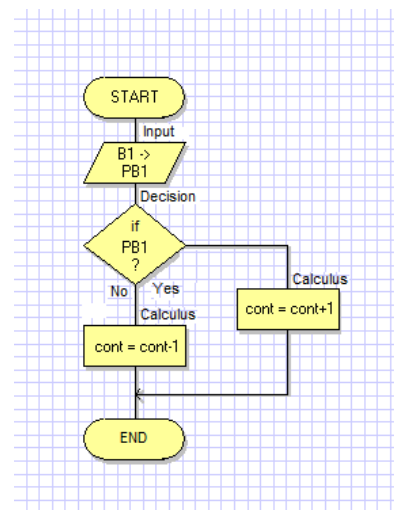 START
Input
B1 ->
PB1
Decision
if
PB1
?
No
Yes
Calculus
cont = cont-1
Calculus
cont = cont+1
END